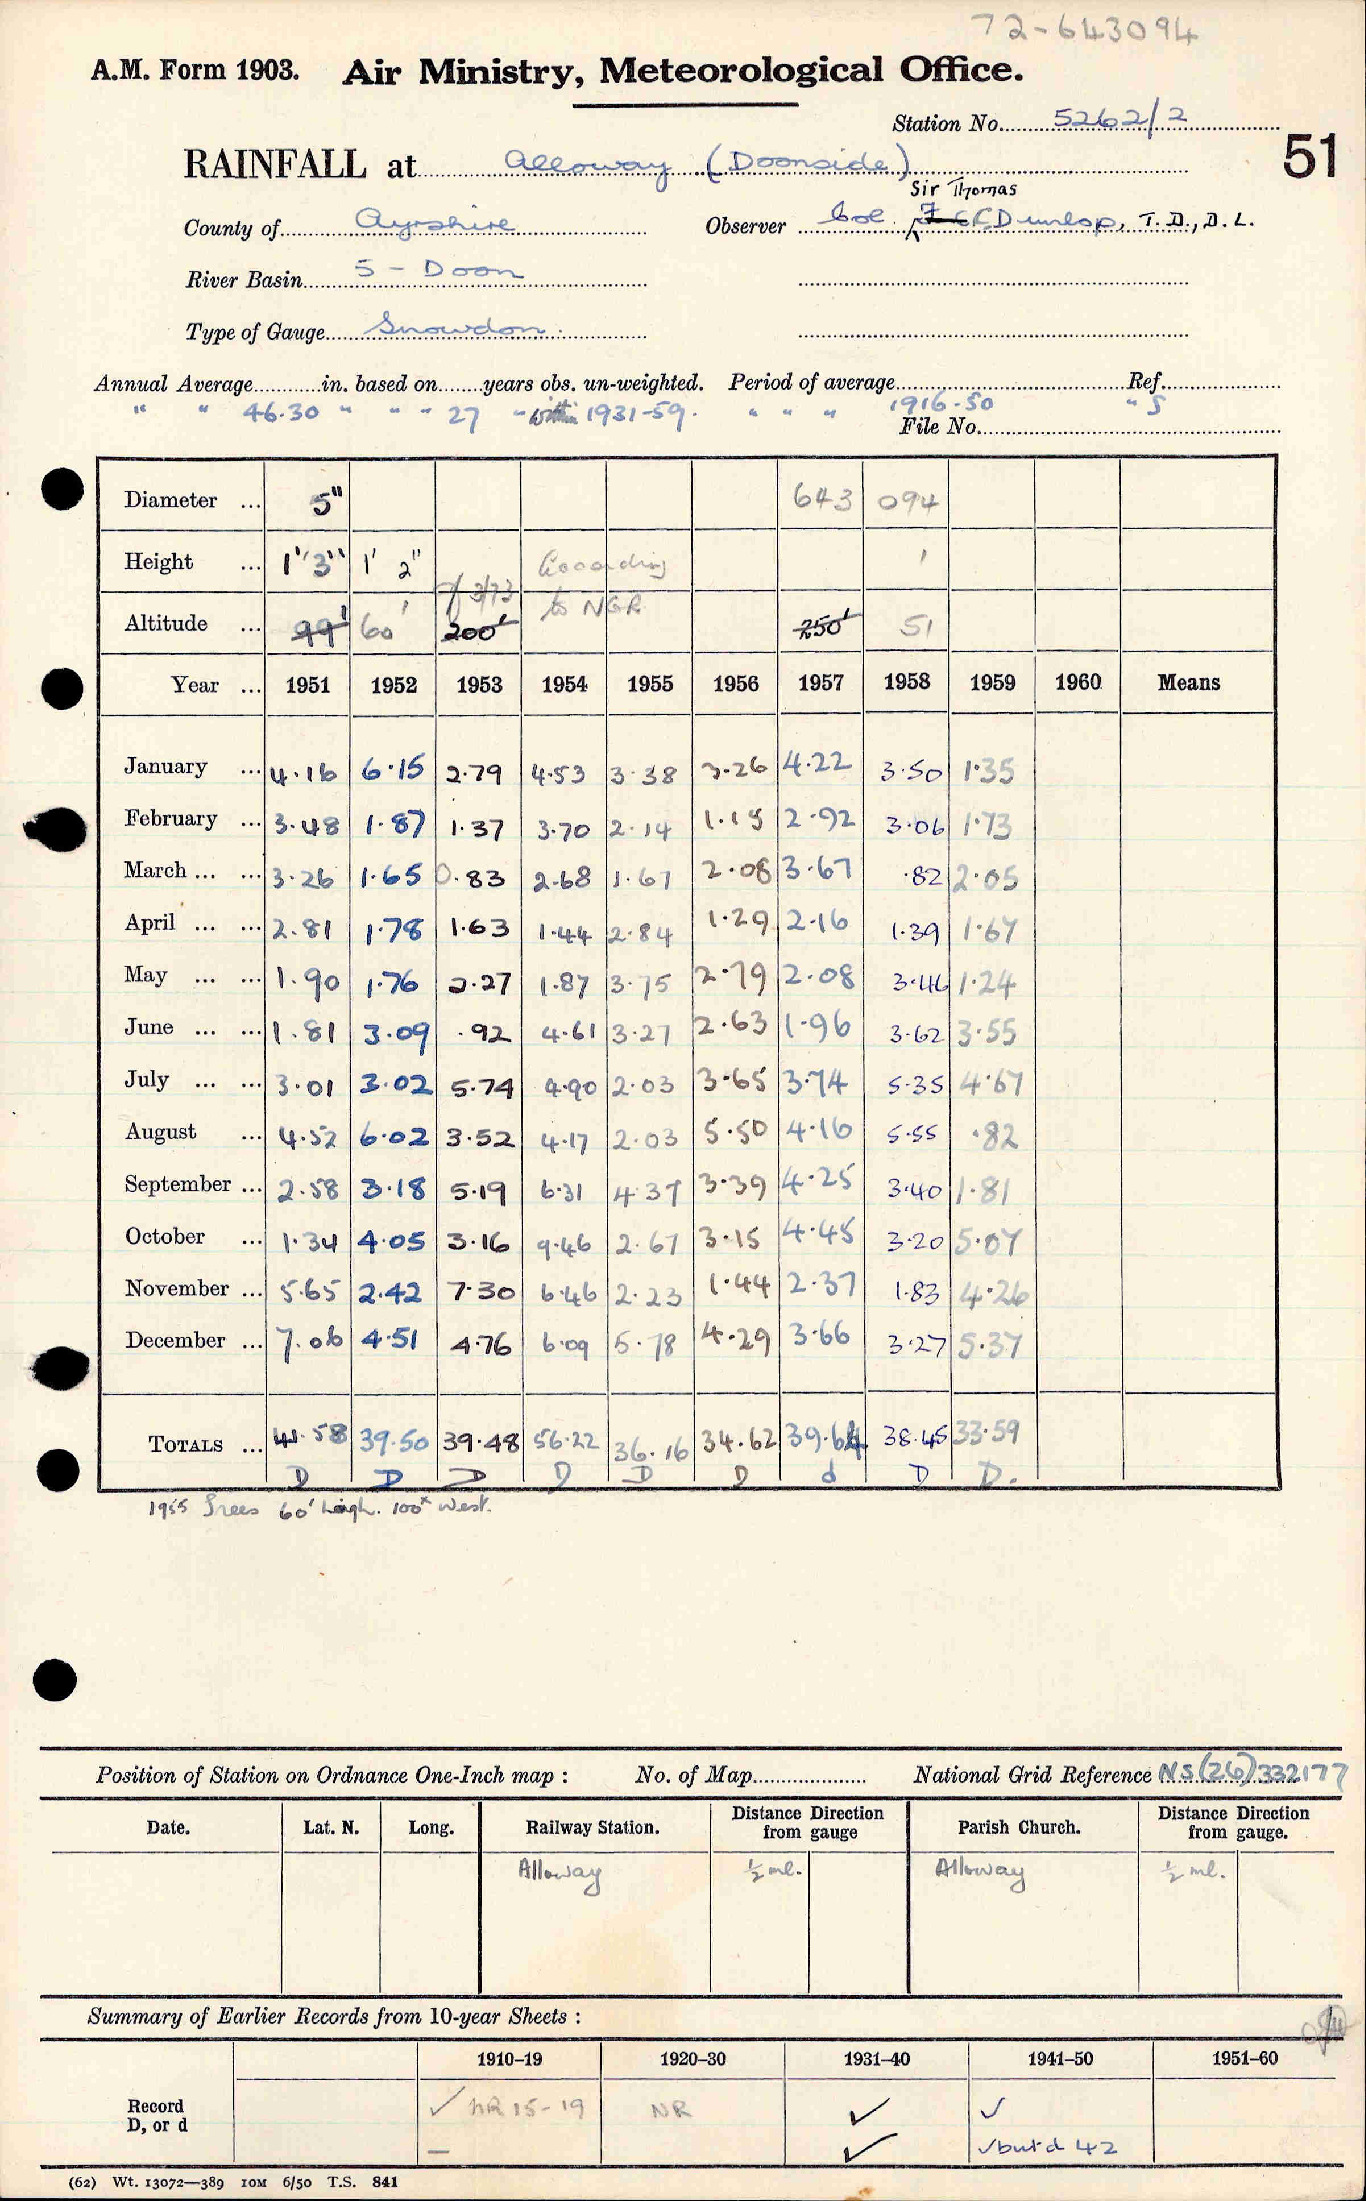 72-643094
A.M. Form 1903. Air Ministry, Meteorological Office.
Station No. 5262/2
51
RAINFALL at Alloway (Doonside)
Sir Thomas
County of Ayrshire Observer Col. Dunlop, T.D., D.L.
River Basin 5 - Doon
Type of Gauge Snowdon.
Annual Average in. based on years obs. un-weighted. Period of average Ref.
" " 46.30 " " " 27 " within 1931-59. " " " 1916-50 " S
File No.
Diameter ... 5" 643 094
Height ... 1' 3" 1' 2" According '
3/73 to NGR
Altitude ... 99' 60' 200' 250' 51
Year ... 1951 1952 1953 1954 1955 1956 1957 1958 1959 1960 Means
January ... 4.16 6.15 2.79 4.53 3.38 3.26 4.22 3.50 1.35
February ... 3.48 1.87 1.37 3.70 2.14 1.15 2.92 3.06 1.73
March ... ... 3.26 1.65 0.83 2.68 1.67 2.08 3.67 .82 2.05
April ... ... 2.81 1.78 1.63 1.44 2.84 1.29 2.16 1.39 1.67
May ... ... 1.90 1.76 2.27 1.87 3.75 2.79 2.08 3.46 1.24
June ... ... 1.81 3.09 .92 4.61 3.27 2.63 1.96 3.62 3.55
July ... ... 3.01 3.02 5.74 4.90 2.03 3.65 3.74 5.35 4.67
August ... 4.52 6.02 3.52 4.17 2.03 5.50 4.16 5.55 .82
September ... 2.58 3.18 5.19 6.31 4.37 3.39 4.25 3.40 1.81
October ... 1.34 4.05 3.16 9.46 2.67 3.15 4.45 3.20 5.07
November ... 5.65 2.42 7.30 6.46 2.23 1.44 2.37 1.83 4.26
December ... 7.06 4.51 4.76 6.09 5.78 4.29 3.66 3.27 5.37
TOTALS ... 41.58 39.50 39.48 56.22 36.16 34.62 39.64 38.45 33.59
D D D D D D d D D.
1955 Trees 60' high. 100x West.
Position of Station on Ordnance One-Inch map : No. of Map National Grid Reference NS(26)332177
Date. Lat. N. Long. Railway Station. Distance Direction from gauge Parish Church. Distance Direction from gauge.
Alloway ½ ml. Alloway ½ ml.
Summary of Earlier Records from 10-year Sheets :
1910–19 1920–30 1931–40 1941–50 1951–60
Record D, or d ✓ NR 15-19 NR ✓ ✓
— ✓ ✓ but d 42
(62) Wt. 13072—389 10M 6/50 T.S. 841